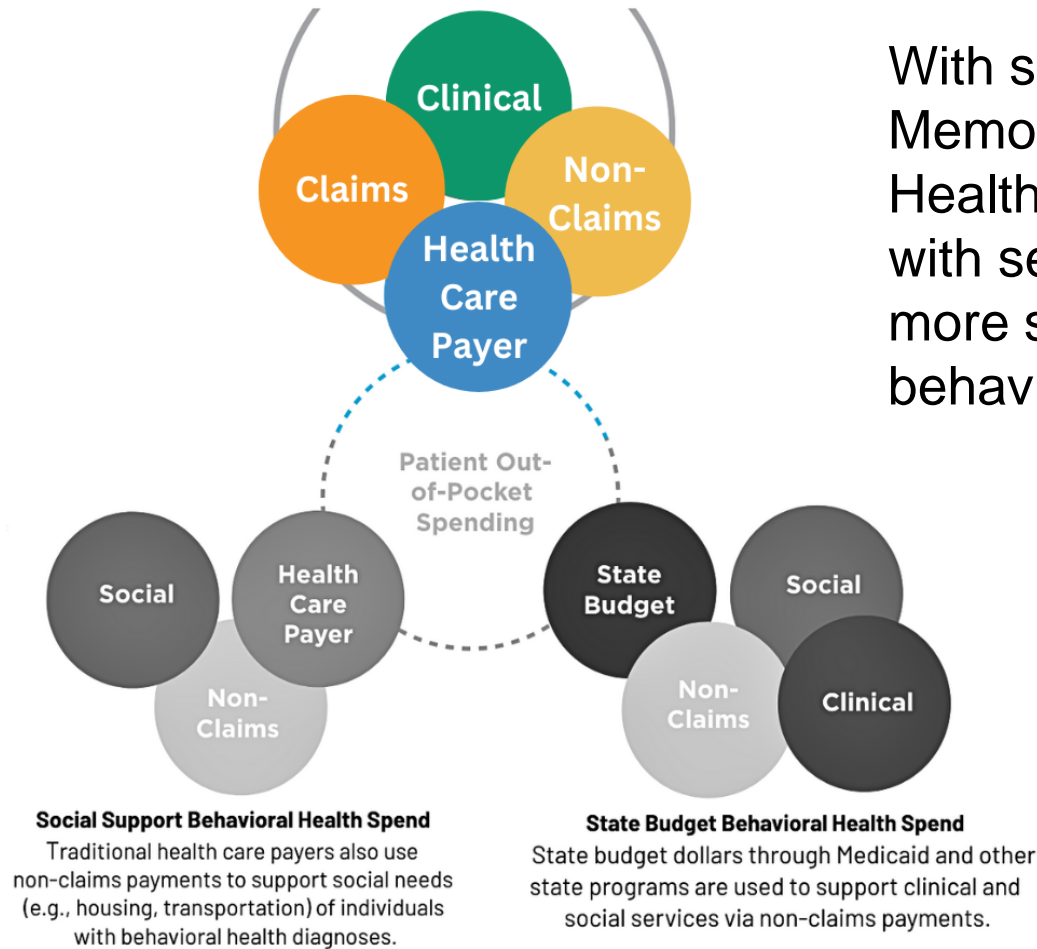 Clinical
Claims
Non-
Claims
Health
Care
Payer
With
Memo
Health
with
more
behav
Patient Out-
of-Pocket
Spending
Social
Health
Care
Payer
Non-
Claims
State
Budget
Social
Non-
Claims
Clinical
Social Support Behavioral Health Spend
Traditional health care payers also use
non-claims payments to support social needs
(e.g., housing, transportation) of individuals
with behavioral health diagnoses.
State Budget Behavioral Health Spend
State budget dollars through Medicaid and other
state programs are used to support clinical and
social services via non-claims payments.